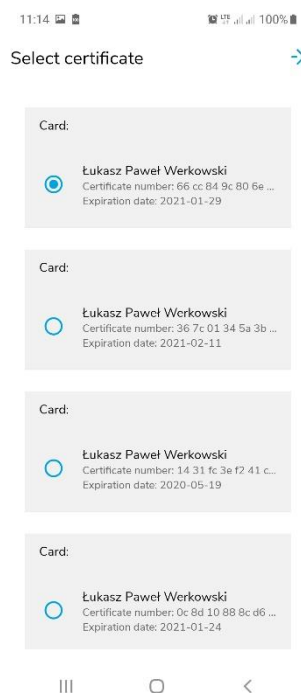 11:14 LTE 100%
Select certificate
Card:
Łukasz Paweł Werkowski
Certificate number: 66 cc 84 9c 80 6e ...
Expiration date: 2021-01-29
Card:
Łukasz Paweł Werkowski
Certificate number: 36 7c 01 34 5a 3b ...
Expiration date: 2021-02-11
Card:
Łukasz Paweł Werkowski
Certificate number: 14 31 fc 3e f2 41 c...
Expiration date: 2020-05-19
Card:
Łukasz Paweł Werkowski
Certificate number: 0c 8d 10 88 8c d6 ...
Expiration date: 2021-01-24